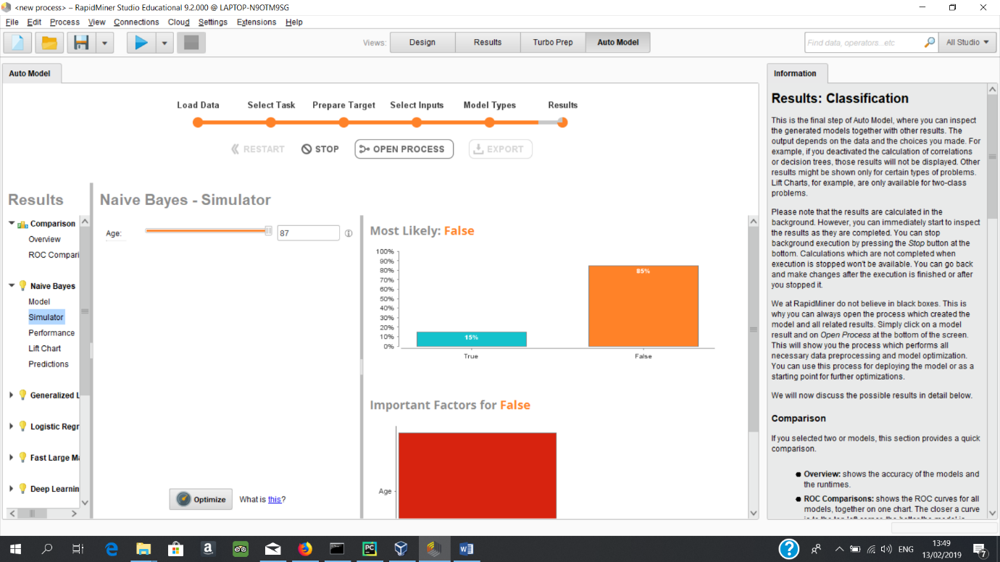 <new process> – RapidMiner Studio Educational 9.2.000 @ LAPTOP-N9OTM9SG
File Edit Process View Connections Cloud Settings Extensions Help
Views: Design Results Turbo Prep Auto Model
Find data, operators...etc
All Studio
Auto Model
Load Data Select Task Prepare Target Select Inputs Model Types Results
RESTART STOP OPEN PROCESS EXPORT
Results
Comparison
Overview
ROC Compari
Naive Bayes
Model
Simulator
Performance
Lift Chart
Predictions
Generalized L
Logistic Regr
Fast Large Ma
Deep Learnin
Naive Bayes - Simulator
Age: 87
Optimize What is this?
Most Likely: False
100%
90%
80%
70%
60%
50%
40%
30%
20%
10%
0%
15%
85%
True False
Important Factors for False
Age
Information
Results: Classification
This is the final step of Auto Model, where you can inspect
the generated models together with other results. The
output depends on the data and the choices you made. For
example, if you deactivated the calculation of correlations
or decision trees, those results will not be displayed. Other
results might be shown only for certain types of problems.
Lift Charts, for example, are only available for two-class
problems.
Please note that the results are calculated in the
background. However, you can immediately start to inspect
the results as they are completed. You can stop
background execution by pressing the Stop button at the
bottom. Calculations which are not completed when
execution is stopped won't be available. You can go back
and make changes after the execution is finished or after
you stopped it.
We at RapidMiner do not believe in black boxes. This is
why you can always open the process which created the
model and all related results. Simply click on a model
result and on Open Process at the bottom of the screen.
This will show you the process which performs all
necessary data preprocessing and model optimization.
You can use this process for deploying the model or as a
starting point for further optimizations.
We will now discuss the possible results in detail below.
Comparison
If you selected two or models, this section provides a quick
comparison.
Overview: shows the accuracy of the models and
the runtimes.
ROC Comparisons: shows the ROC curves for all
models, together on one chart. The closer a curve
ENG
13:49
13/02/2019
7